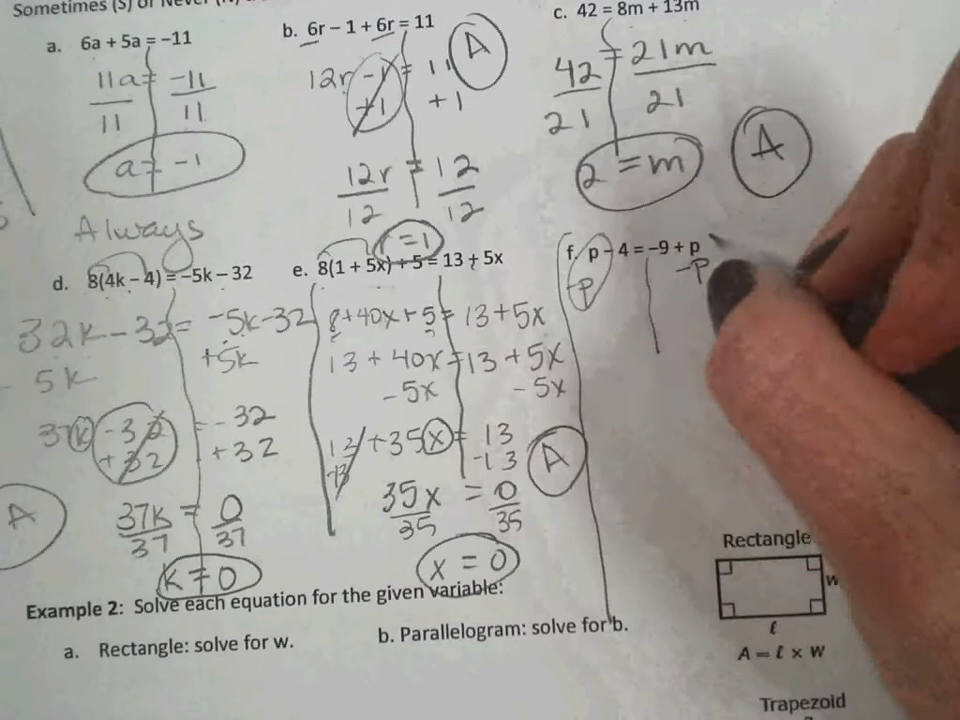 Sometimes (S) or Never
a. 6a + 5a = −11
11a = −11
11 11
a = −1
Always
b. 6r − 1 + 6r = 11
12r − 1 = 11
+1 +1
A
12r = 12
12 12
r = 1
c. 42 = 8m + 13m
42 = 21m
21 21
2 = m
A
d. 8(4k − 4) = −5k − 32
32k − 32 = −5k − 32
5k +5k
37k − 32 = −32
+32 +32
37k = 0
37 37
k = 0
A
e. 8(1 + 5x) + 5 = 13 + 5x
8 + 40x + 5 = 13 + 5x
13 + 40x = 13 + 5x
−5x −5x
13 + 35x = 13
−13 −13
35x = 0
35 35
x = 0
A
f. p − 4 = −9 + p
−p −p
Example 2: Solve each equation for the given variable:
a. Rectangle: solve for w.
b. Parallelogram: solve for b.
Rectangle
w
ℓ
A = ℓ x w
Trapezoid